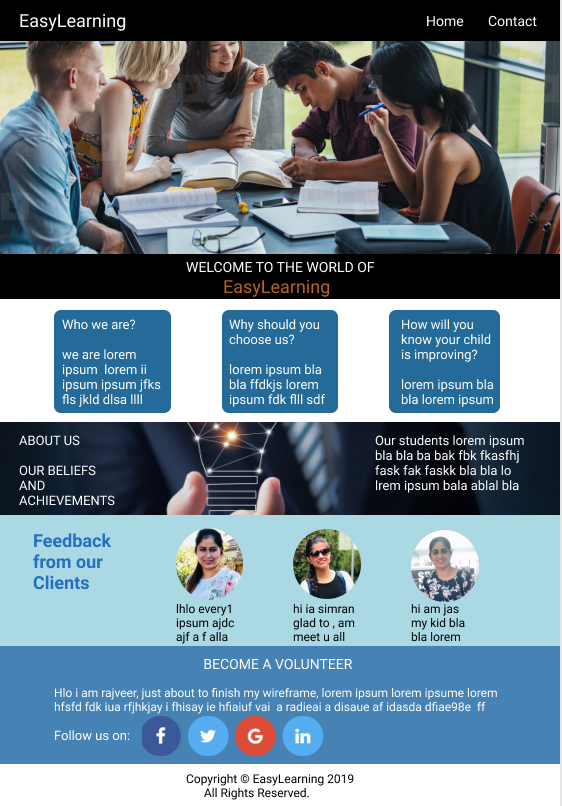 EasyLearning
Home Contact
WELCOME TO THE WORLD OF
EasyLearning
Who we are?
we are lorem
ipsum lorem ii
ipsum ipsum jfks
fls jkld dlsa llll
Why should you
choose us?
lorem ipsum bla
bla ffdkjs lorem
ipsum fdk flll sdf
How will you
know your child
is improving?
lorem ipsum bla
bla lorem ipsum
ABOUT US
OUR BELIEFS
AND
ACHIEVEMENTS
Our students lorem ipsum
bla bla ba bak fbk fkasfhj
fask fak faskk bla bla lo
lrem ipsum bala ablal bla
Feedback
from our
Clients
lhlo every1
ipsum ajdc
ajf a f alla
hi ia simran
glad to , am
meet u all
hi am jas
my kid bla
bla lorem
BECOME A VOLUNTEER
Hlo i am rajveer, just about to finish my wireframe, lorem ipsum lorem ipsume lorem
hfsfd fdk iua rfjhkjay i fhisay ie hfiaiuf vai a radieai a disaue af idasda dfiae98e ff
Follow us on:
f
G
in
Copyright © EasyLearning 2019
All Rights Reserved.